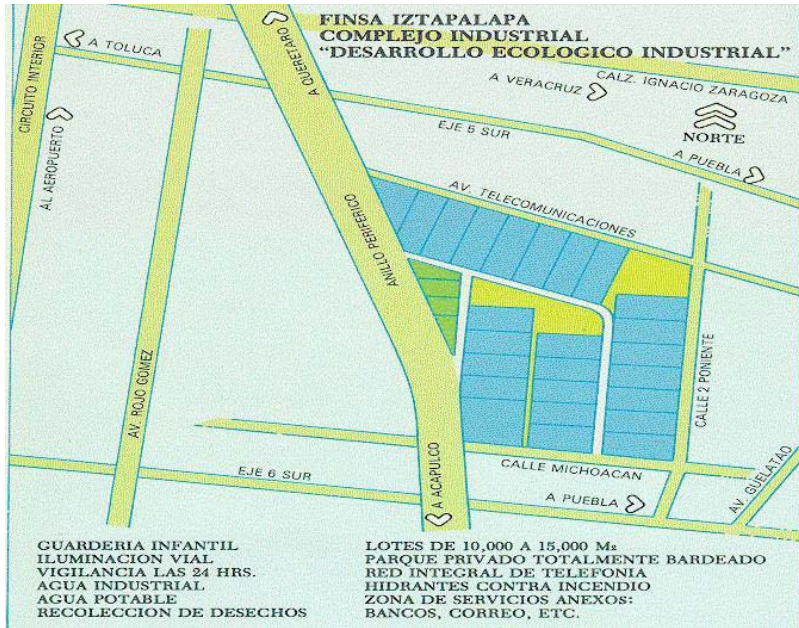 FINSA IZTAPALAPA
COMPLEJO INDUSTRIAL
"DESARROLLO ECOLOGICO INDUSTRIAL"
A TOLUCA
A QUERETARO
CIRCUITO INTERIOR
A VERACRUZ
CALZ. IGNACIO ZARAGOZA
NORTE
EJE 5 SUR
AL AEROPUERTO
A PUEBLA
AV. TELECOMUNICACIONES
ANILLO PERIFERICO
AV. ROJO GOMEZ
CALLE 2 PONIENTE
CALLE MICHOACAN
A ACAPULCO
EJE 6 SUR
A PUEBLA
AV. GUELATAO
GUARDERIA INFANTIL
ILUMINACION VIAL
VIGILANCIA LAS 24 HRS.
AGUA INDUSTRIAL
AGUA POTABLE
RECOLECCION DE DESECHOS
LOTES DE 10,000 A 15,000 M2
PARQUE PRIVADO TOTALMENTE BARDEADO
RED INTEGRAL DE TELEFONIA
HIDRANTES CONTRA INCENDIO
ZONA DE SERVICIOS ANEXOS:
BANCOS, CORREO, ETC.